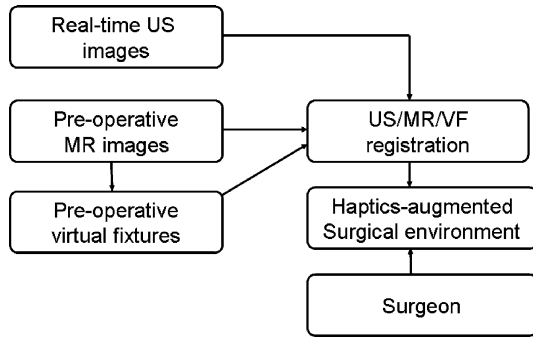 Real-time US
images
Pre-operative
MR images
US/MR/VF
registration
Pre-operative
virtual fixtures
Haptics-augmented
Surgical environment
Surgeon